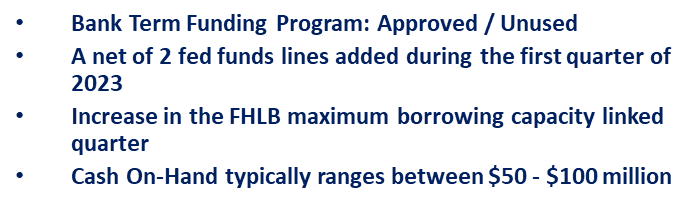 • Bank Term Funding Program: Approved / Unused
• A net of 2 fed funds lines added during the first quarter of
2023
• Increase in the FHLB maximum borrowing capacity linked
quarter
• Cash On-Hand typically ranges between $50 - $100 million